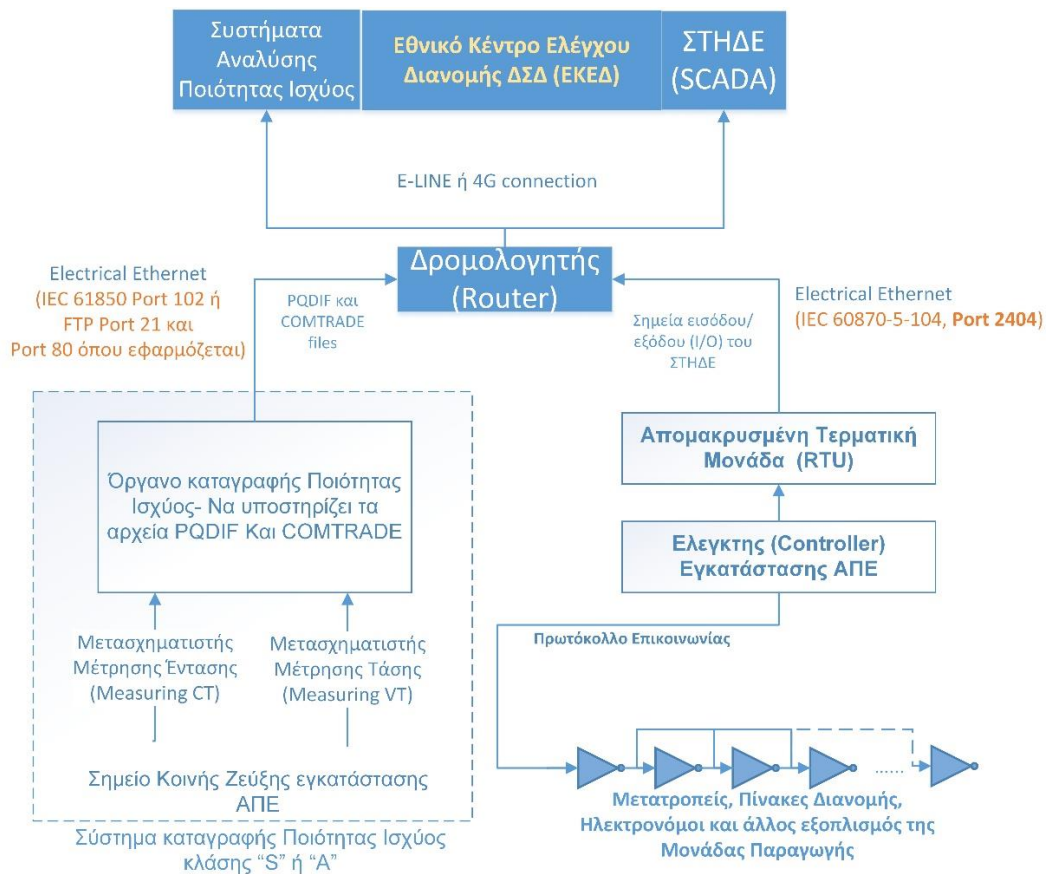 Συστήματα
Αναλύσης
Ποιότητας Ισχύος
Εθνικό Κέντρο Ελέγχου
Διανομής ΔΣΔ (ΕΚΕΔ)
ΣΤΗΔΕ
(SCADA)
E-LINE ή 4G connection
Δρομολογητής
(Router)
Electrical Ethernet
(IEC 61850 Port 102 ή
FTP Port 21 και
Port 80 όπου εφαρμόζεται)
PQDIF και
COMTRADE
files
Σημεία εισόδου/
εξόδου (I/O) του
ΣΤΗΔΕ
Electrical Ethernet
(IEC 60870-5-104, Port 2404)
Όργανο καταγραφής Ποιότητας
Ισχύος- Να υποστηρίζει τα
αρχεία PQDIF Και COMTRADE
Απομακρυσμένη Τερματική
Μονάδα (RTU)
Ελεγκτης (Controller)
Εγκατάστασης ΑΠΕ
Πρωτόκολλο Επικοινωνίας
Μετασχηματιστής
Μέτρησης Έντασης
(Measuring CT)
Μετασχηματιστής
Μέτρησης Τάσης
(Measuring VT)
Σημείο Κοινής Ζεύξης εγκατάστασης
ΑΠΕ
Σύστημα καταγραφής Ποιότητας Ισχύος
κλάσης “S” ή “A”
......
Μετατροπείς, Πίνακες Διανομής,
Ηλεκτρονόμοι και άλλος εξοπλισμός της
Μονάδας Παραγωγής